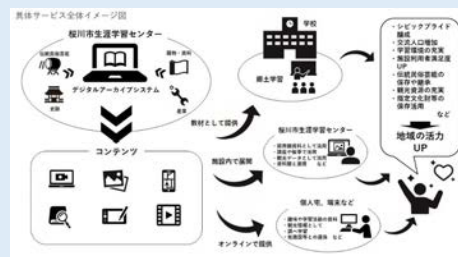 具体サービス全体イメージ図
桜川市生涯学習センター
デジタルアーカイブシステム
史跡
産業
コンテンツ
教材として提供
施設内で展開
オンラインで提供
学校
郷土学習
桜川市生涯学習センター
個人宅、端末など
・シビックプライド
醸成
・交流人口増加
・学習環境の充実
・施設利用者満足度
UP
・伝統民俗芸能の
保存や継承
・観光資源の充実
・指定文化財等の
保存活用
など
地域の活力
UP